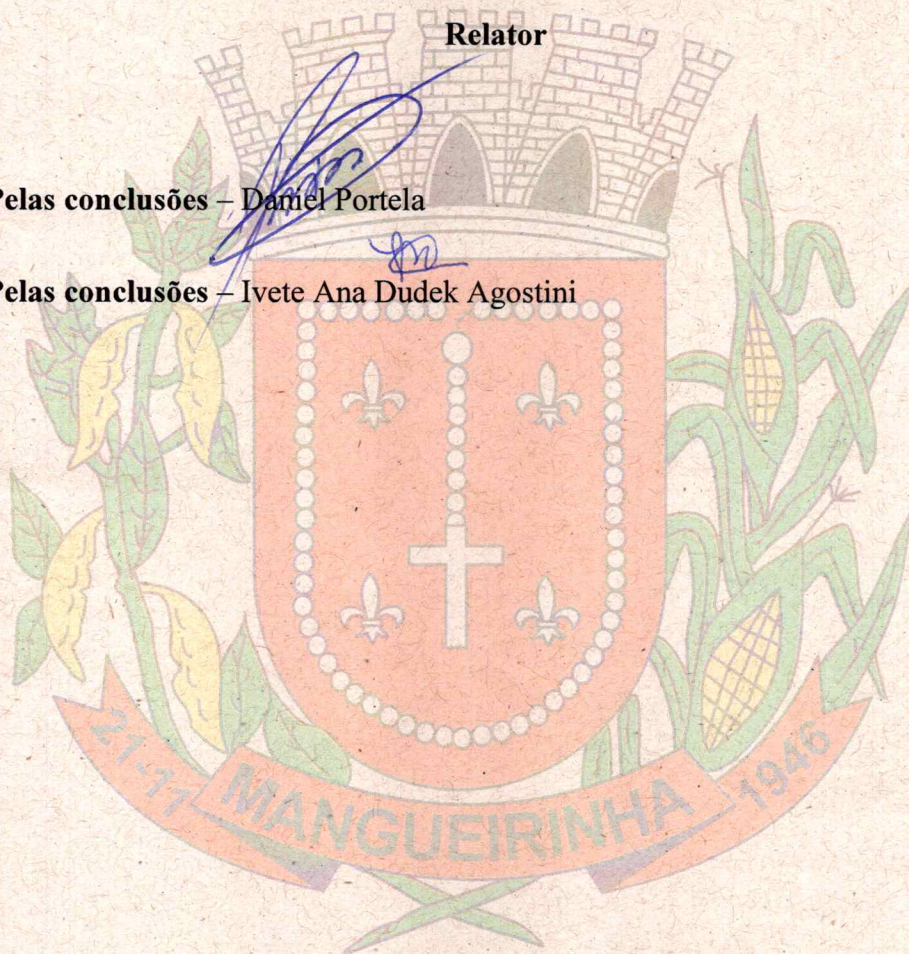 Relator
Pelas conclusões – Daniel Portela
Pelas conclusões – Ivete Ana Dudek Agostini
21-11 MANGUEIRINHA 1946